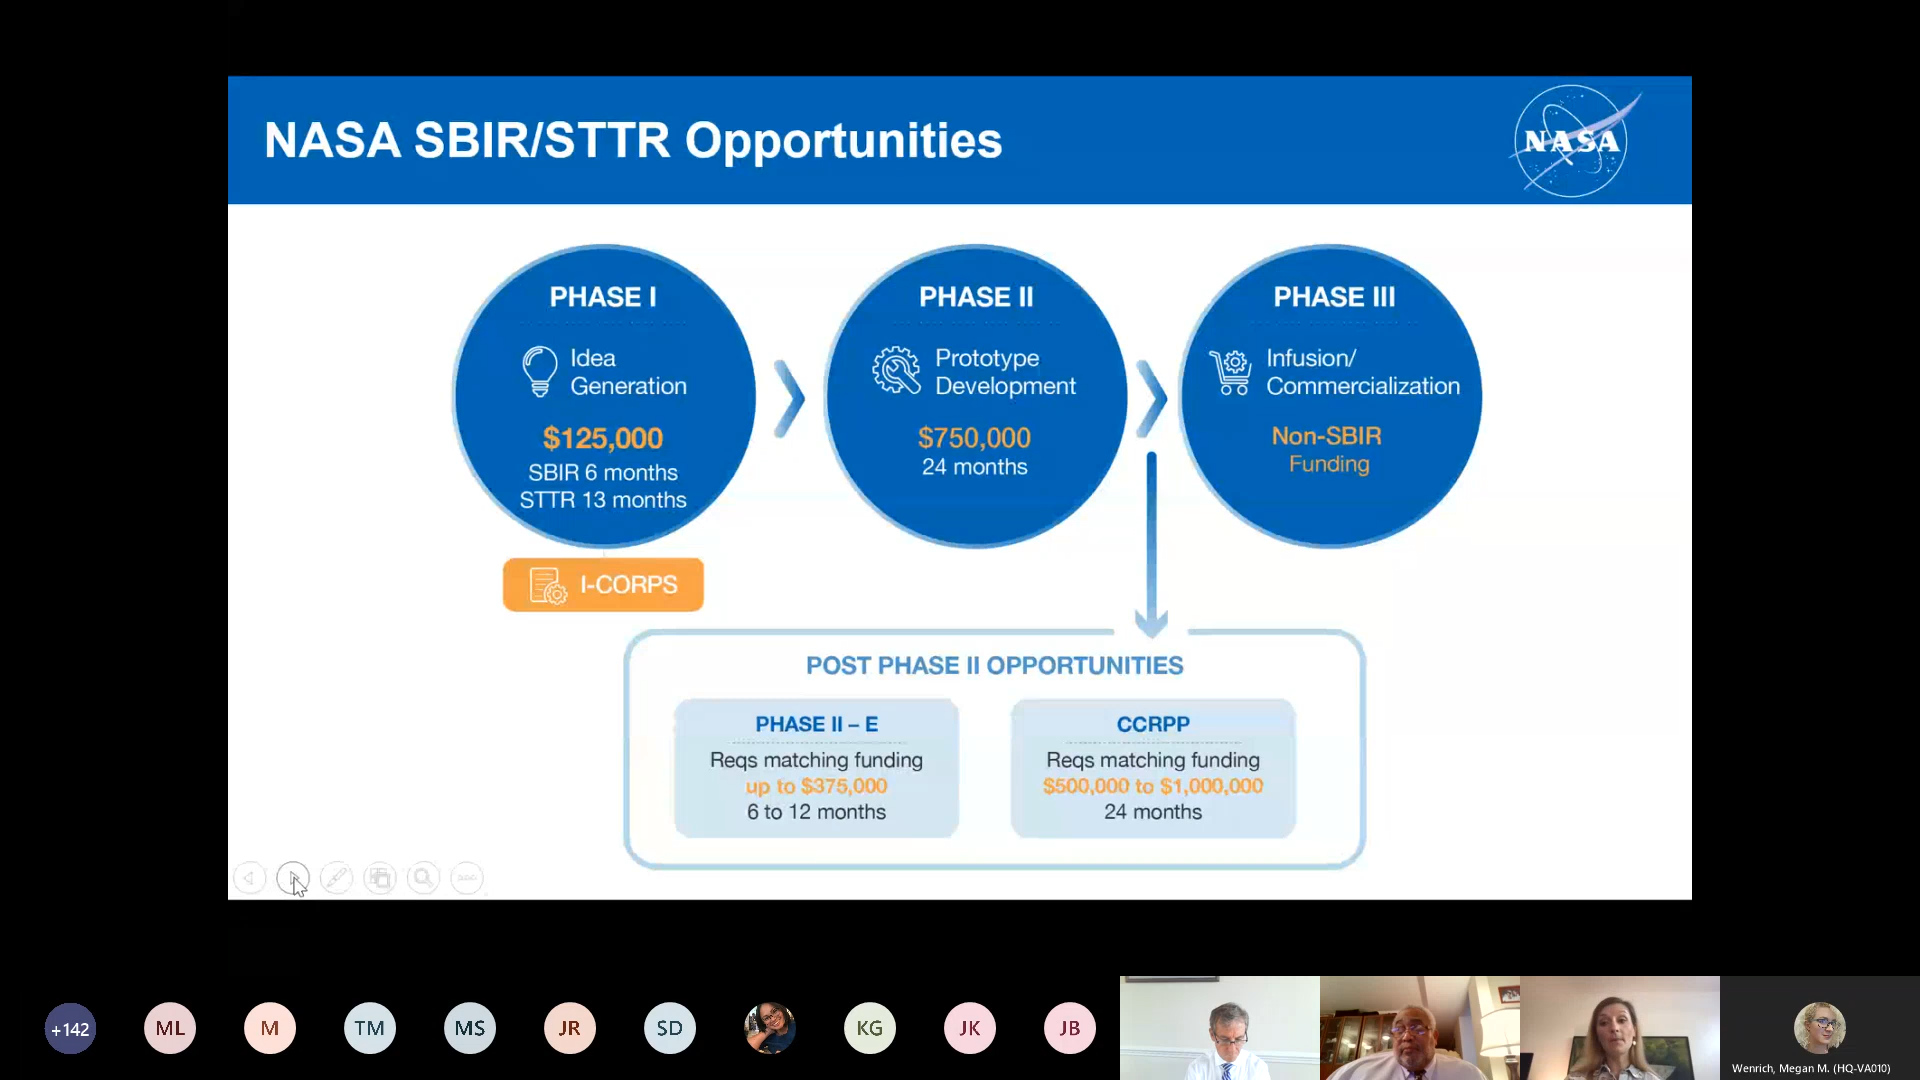 NASA SBIR/STTR Opportunities
NASA
PHASE I
Idea
Generation
$125,000
SBIR 6 months
STTR 13 months
I-CORPS
PHASE II
Prototype
Development
$750,000
24 months
PHASE III
Infusion/
Commercialization
Non-SBIR
Funding
POST PHASE II OPPORTUNITIES
PHASE II – E
Reqs matching funding
up to $375,000
6 to 12 months
CCRPP
Reqs matching funding
$500,000 to $1,000,000
24 months
+142
ML
M
TM
MS
JR
SD
KG
JK
JB
Wenrich, Megan M. (HQ-VA010)